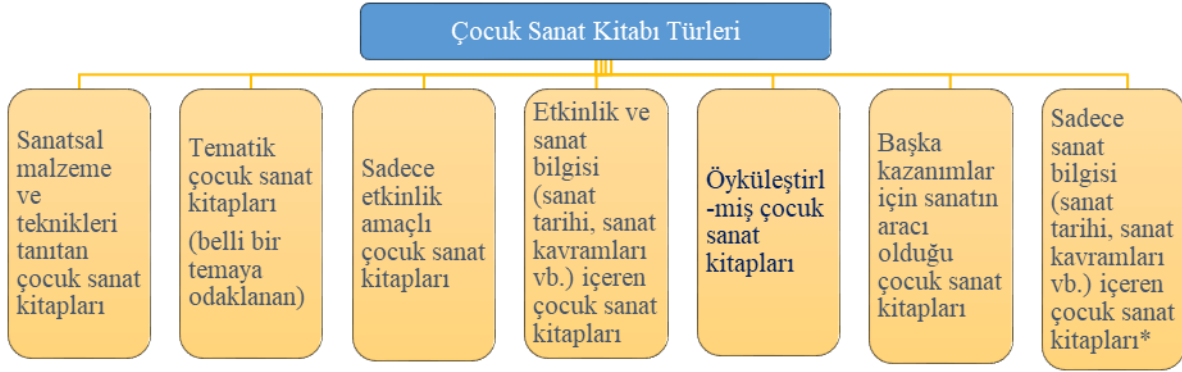 Çocuk Sanat Kitabı Türleri
Sanatsal
malzeme
ve
teknikleri
tanıtan
çocuk sanat
kitapları
Tematik
çocuk sanat
kitapları
(belli bir
temaya
odaklanan)
Sadece
etkinlik
amaçlı
çocuk sanat
kitapları
Etkinlik ve
sanat
bilgisi
(sanat
tarihi, sanat
kavramları
vb.) içeren
çocuk sanat
kitapları
Öyküleştirl
-miş çocuk
sanat
kitapları
Başka
kazanımlar
için sanatın
aracı
olduğu
çocuk sanat
kitapları
Sadece
sanat
bilgisi
(sanat
tarihi, sanat
kavramları
vb.) içeren
çocuk sanat
kitapları*